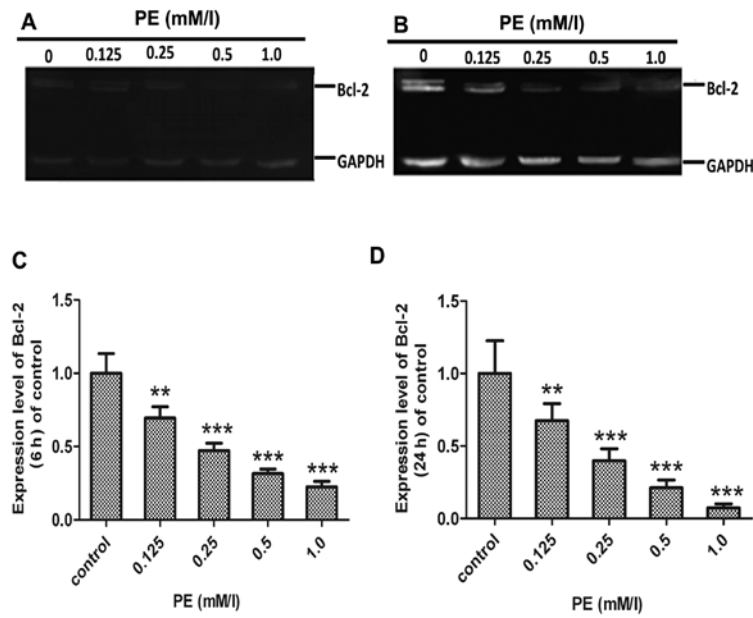 A
PE (mM/l)
0 0.125 0.25 0.5 1.0
Bcl-2
GAPDH
B
PE (mM/l)
0 0.125 0.25 0.5 1.0
Bcl-2
GAPDH
C
Expression level of Bcl-2
(6 h) of control
1.5
1.0
0.5
0.0
** *** *** ***
control 0.125 0.25 0.5 1.0
PE (mM/l)
D
Expression level of Bcl-2
(24 h) of control
1.5
1.0
0.5
0.0
** *** *** ***
control 0.125 0.25 0.5 1.0
PE (mM/l)